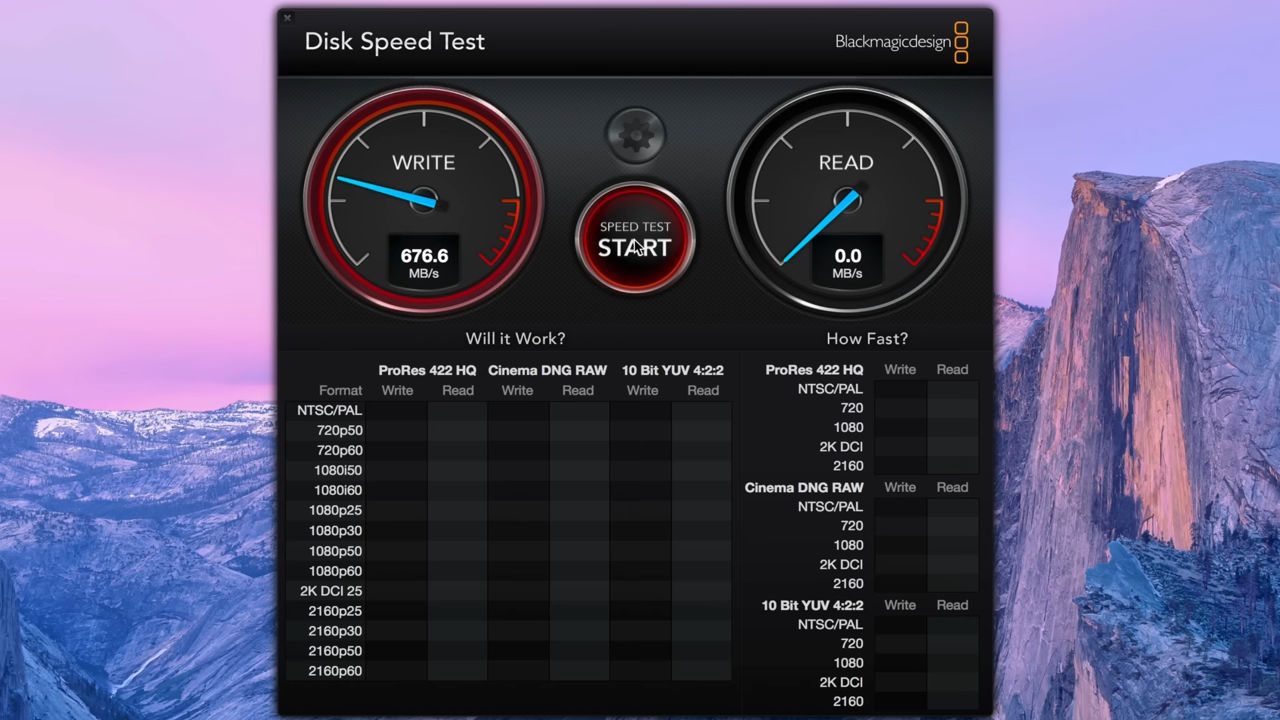 Disk Speed Test
Blackmagicdesign
WRITE
676.6
MB/s
SPEED TEST
START
READ
0.0
MB/s
Will it Work?
ProRes 422 HQ Cinema DNG RAW 10 Bit YUV 4:2:2
Format Write Read Write Read Write Read
NTSC/PAL
720p50
720p60
1080i50
1080i60
1080p25
1080p30
1080p50
1080p60
2K DCI 25
2160p25
2160p30
2160p50
2160p60
How Fast?
ProRes 422 HQ Write Read
NTSC/PAL
720
1080
2K DCI
2160
Cinema DNG RAW Write Read
NTSC/PAL
720
1080
2K DCI
2160
10 Bit YUV 4:2:2 Write Read
NTSC/PAL
720
1080
2K DCI
2160